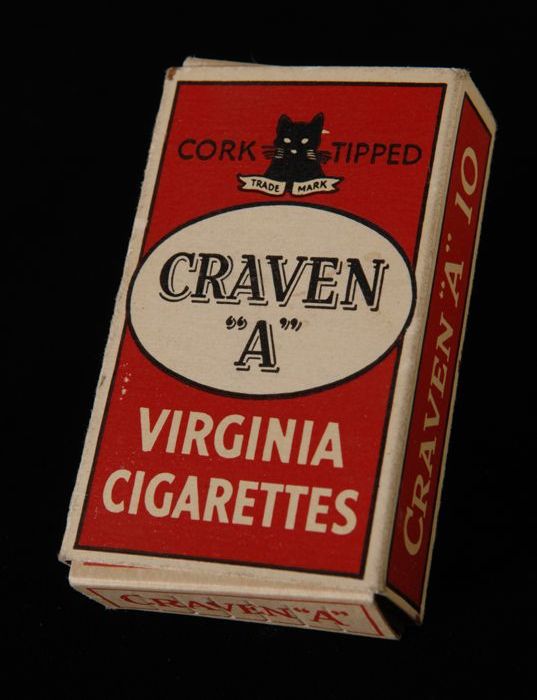 CORK TIPPED
TRADE MARK
CRAVEN
"A"
VIRGINIA
CIGARETTES
CRAVEN "A" 10
CRAVEN "A"